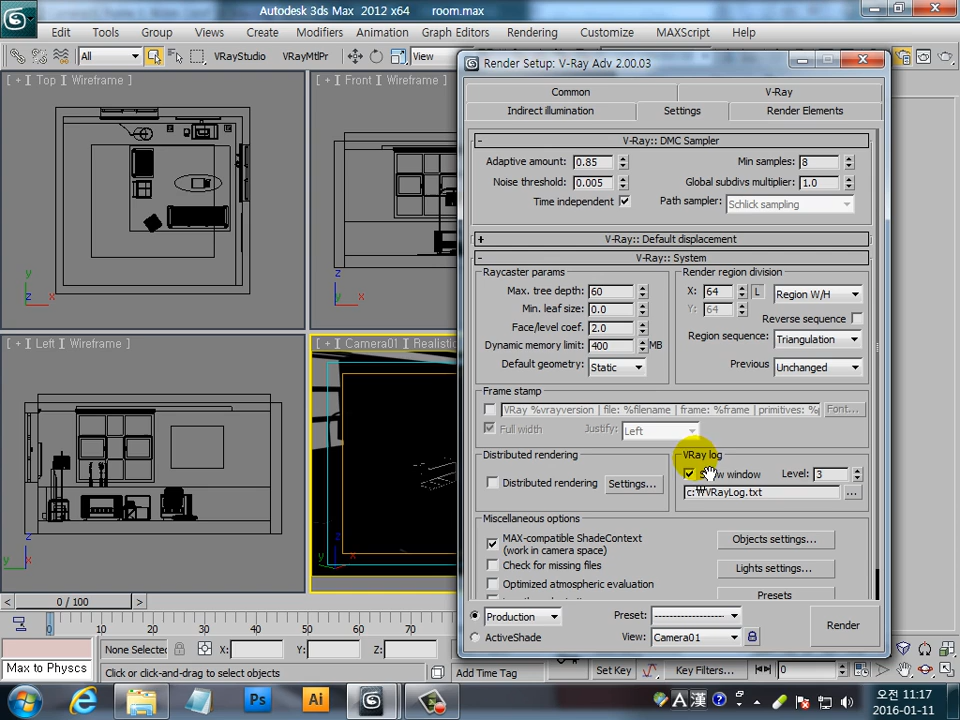 Autodesk 3ds Max 2012 x64 room.max
Edit Tools Group Views Create Modifiers Animation Graph Editors Rendering Customize MAXScript Help
All VRayStudio VRayMtlPr View
[ + ] Top | Wireframe ]
[ + ] Front | Wireframe ]
[ + ] Left | Wireframe ]
[ + ] Camera01 | Realistic
Render Setup: V-Ray Adv 2.00.03
Common V-Ray
Indirect illumination Settings Render Elements
V-Ray:: DMC Sampler
Adaptive amount: 0.85 Min samples: 8
Noise threshold: 0.005 Global subdivs multiplier: 1.0
Time independent Path sampler: Schlick sampling
V-Ray:: Default displacement
V-Ray:: System
Raycaster params Render region division
Max. tree depth: 60 X: 64 L Region W/H
Min. leaf size: 0.0 Y: 64
Face/level coef. 2.0 Reverse sequence
Dynamic memory limit: 400 MB Region sequence: Triangulation
Default geometry: Static Previous Unchanged
Frame stamp
VRay %vrayversion | file: %filename | frame: %frame | primitives: % Font...
Full width Justify: Left
Distributed rendering VRay log
Distributed rendering Settings... window Level: 3
c:\VRayLog.txt ...
Miscellaneous options
MAX-compatible ShadeContext
(work in camera space) Objects settings...
Check for missing files
Lights settings...
Optimized atmospheric evaluation
Presets
Production Preset: --------------------
ActiveShade View: Camera01 Render
0 / 100
0 10 20 30 40 50 60 70
None Selected X: Y: Z:
Max to Physcs Click or click-and-drag to select objects Add Time Tag Set Key Key Filters... 0
Ps Ai A 漢 오전 11:17
2016-01-11